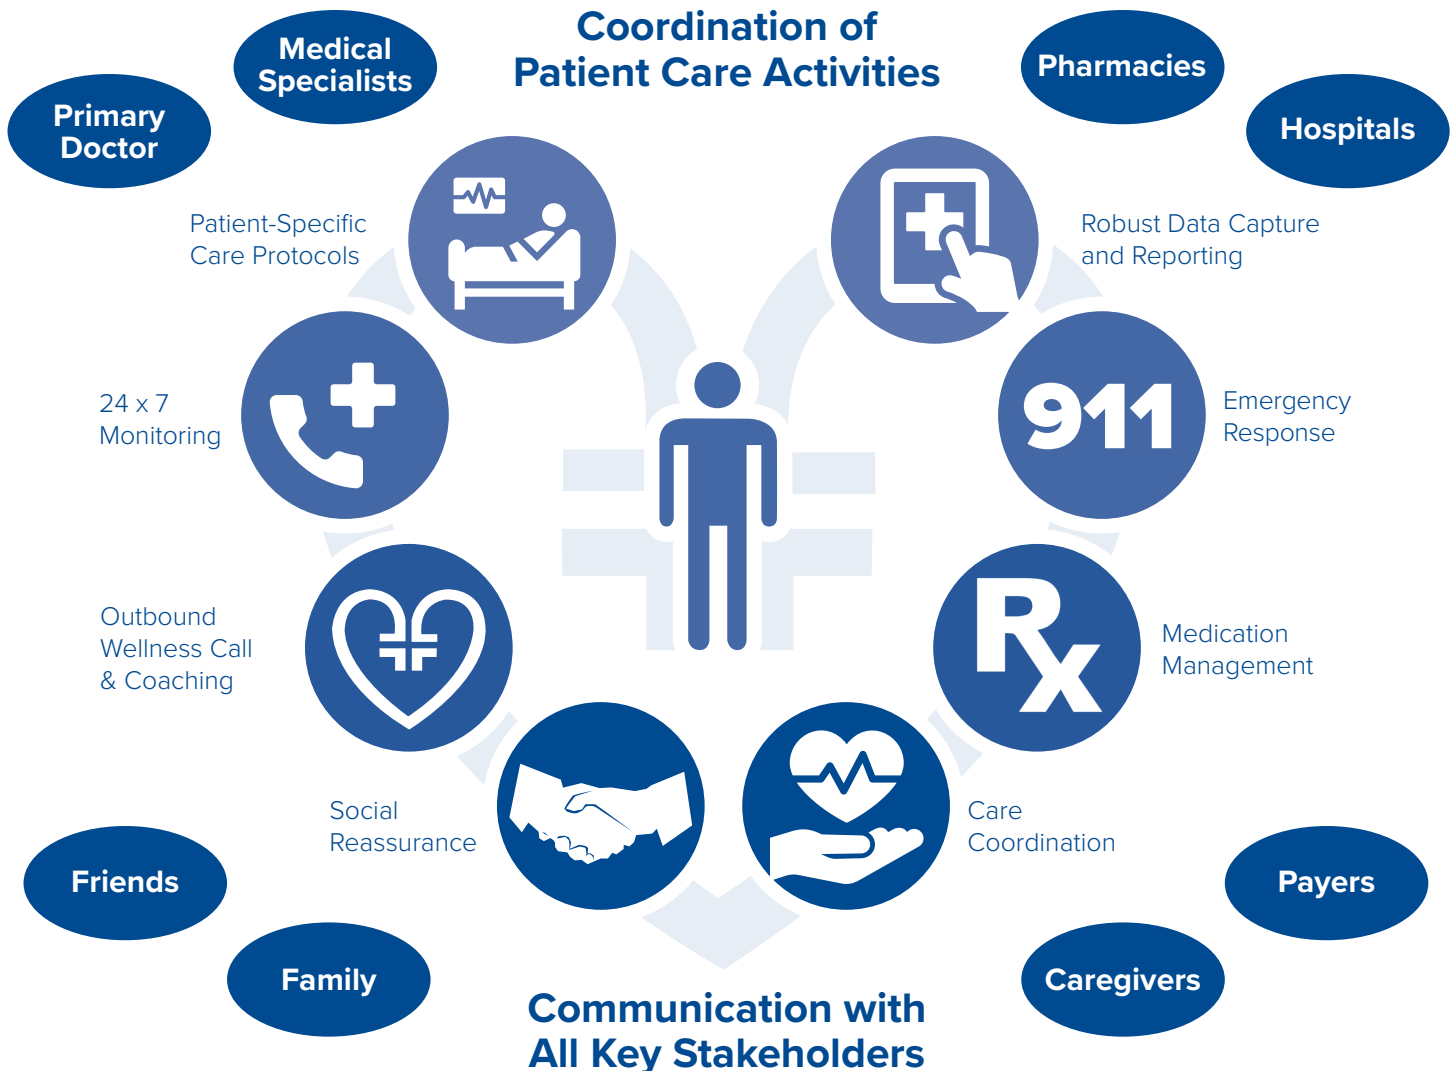 Coordination of
Patient Care Activities
Medical
Specialists
Primary
Doctor
Pharmacies
Hospitals
Patient-Specific
Care Protocols
Robust Data Capture
and Reporting
24 x 7
Monitoring
911
Emergency
Response
Outbound
Wellness Call
& Coaching
Rx
Medication
Management
Social
Reassurance
Care
Coordination
Friends
Family
Payers
Caregivers
Communication with
All Key Stakeholders